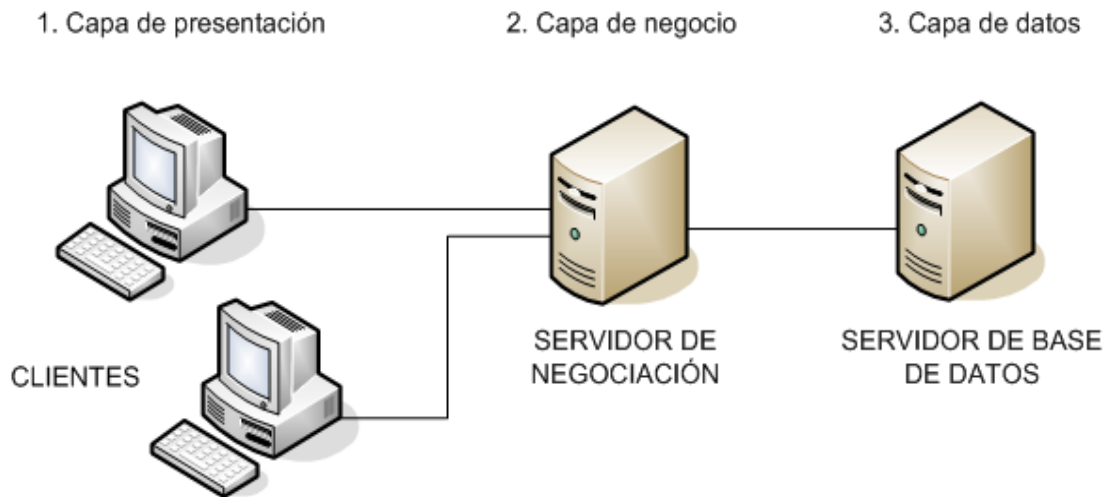 1. Capa de presentación
2. Capa de negocio
3. Capa de datos
CLIENTES
SERVIDOR DE
NEGOCIACIÓN
SERVIDOR DE BASE
DE DATOS